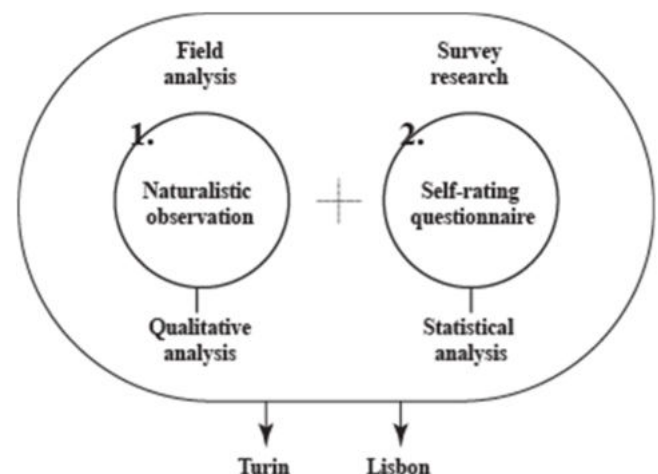 Field
analysis
Survey
research
1.
Naturalistic
observation
2.
Self-rating
questionnaire
Qualitative
analysis
Statistical
analysis
Turin
Lisbon